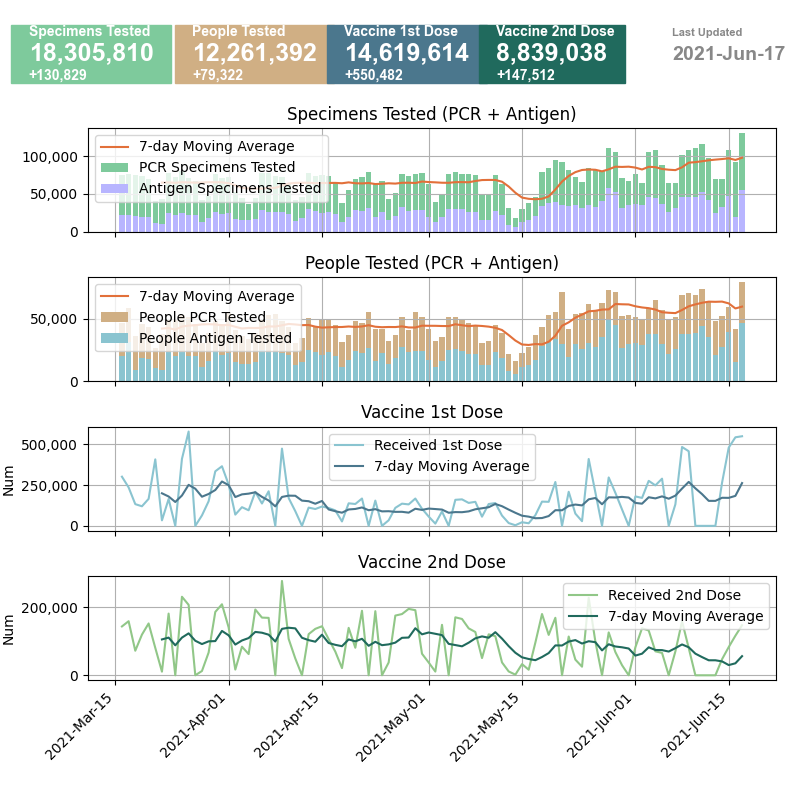 Specimens Tested
18,305,810
+130,829
People Tested
12,261,392
+79,322
Vaccine 1st Dose
14,619,614
+550,482
Vaccine 2nd Dose
8,839,038
+147,512
Last Updated
2021-Jun-17
Specimens Tested (PCR + Antigen)
100,000
50,000
0
7-day Moving Average
PCR Specimens Tested
Antigen Specimens Tested
People Tested (PCR + Antigen)
50,000
0
7-day Moving Average
People PCR Tested
People Antigen Tested
Vaccine 1st Dose
Num
500,000
250,000
0
Received 1st Dose
7-day Moving Average
Vaccine 2nd Dose
Num
200,000
0
Received 2nd Dose
7-day Moving Average
2021-Mar-15
2021-Apr-01
2021-Apr-15
2021-May-01
2021-May-15
2021-Jun-01
2021-Jun-15